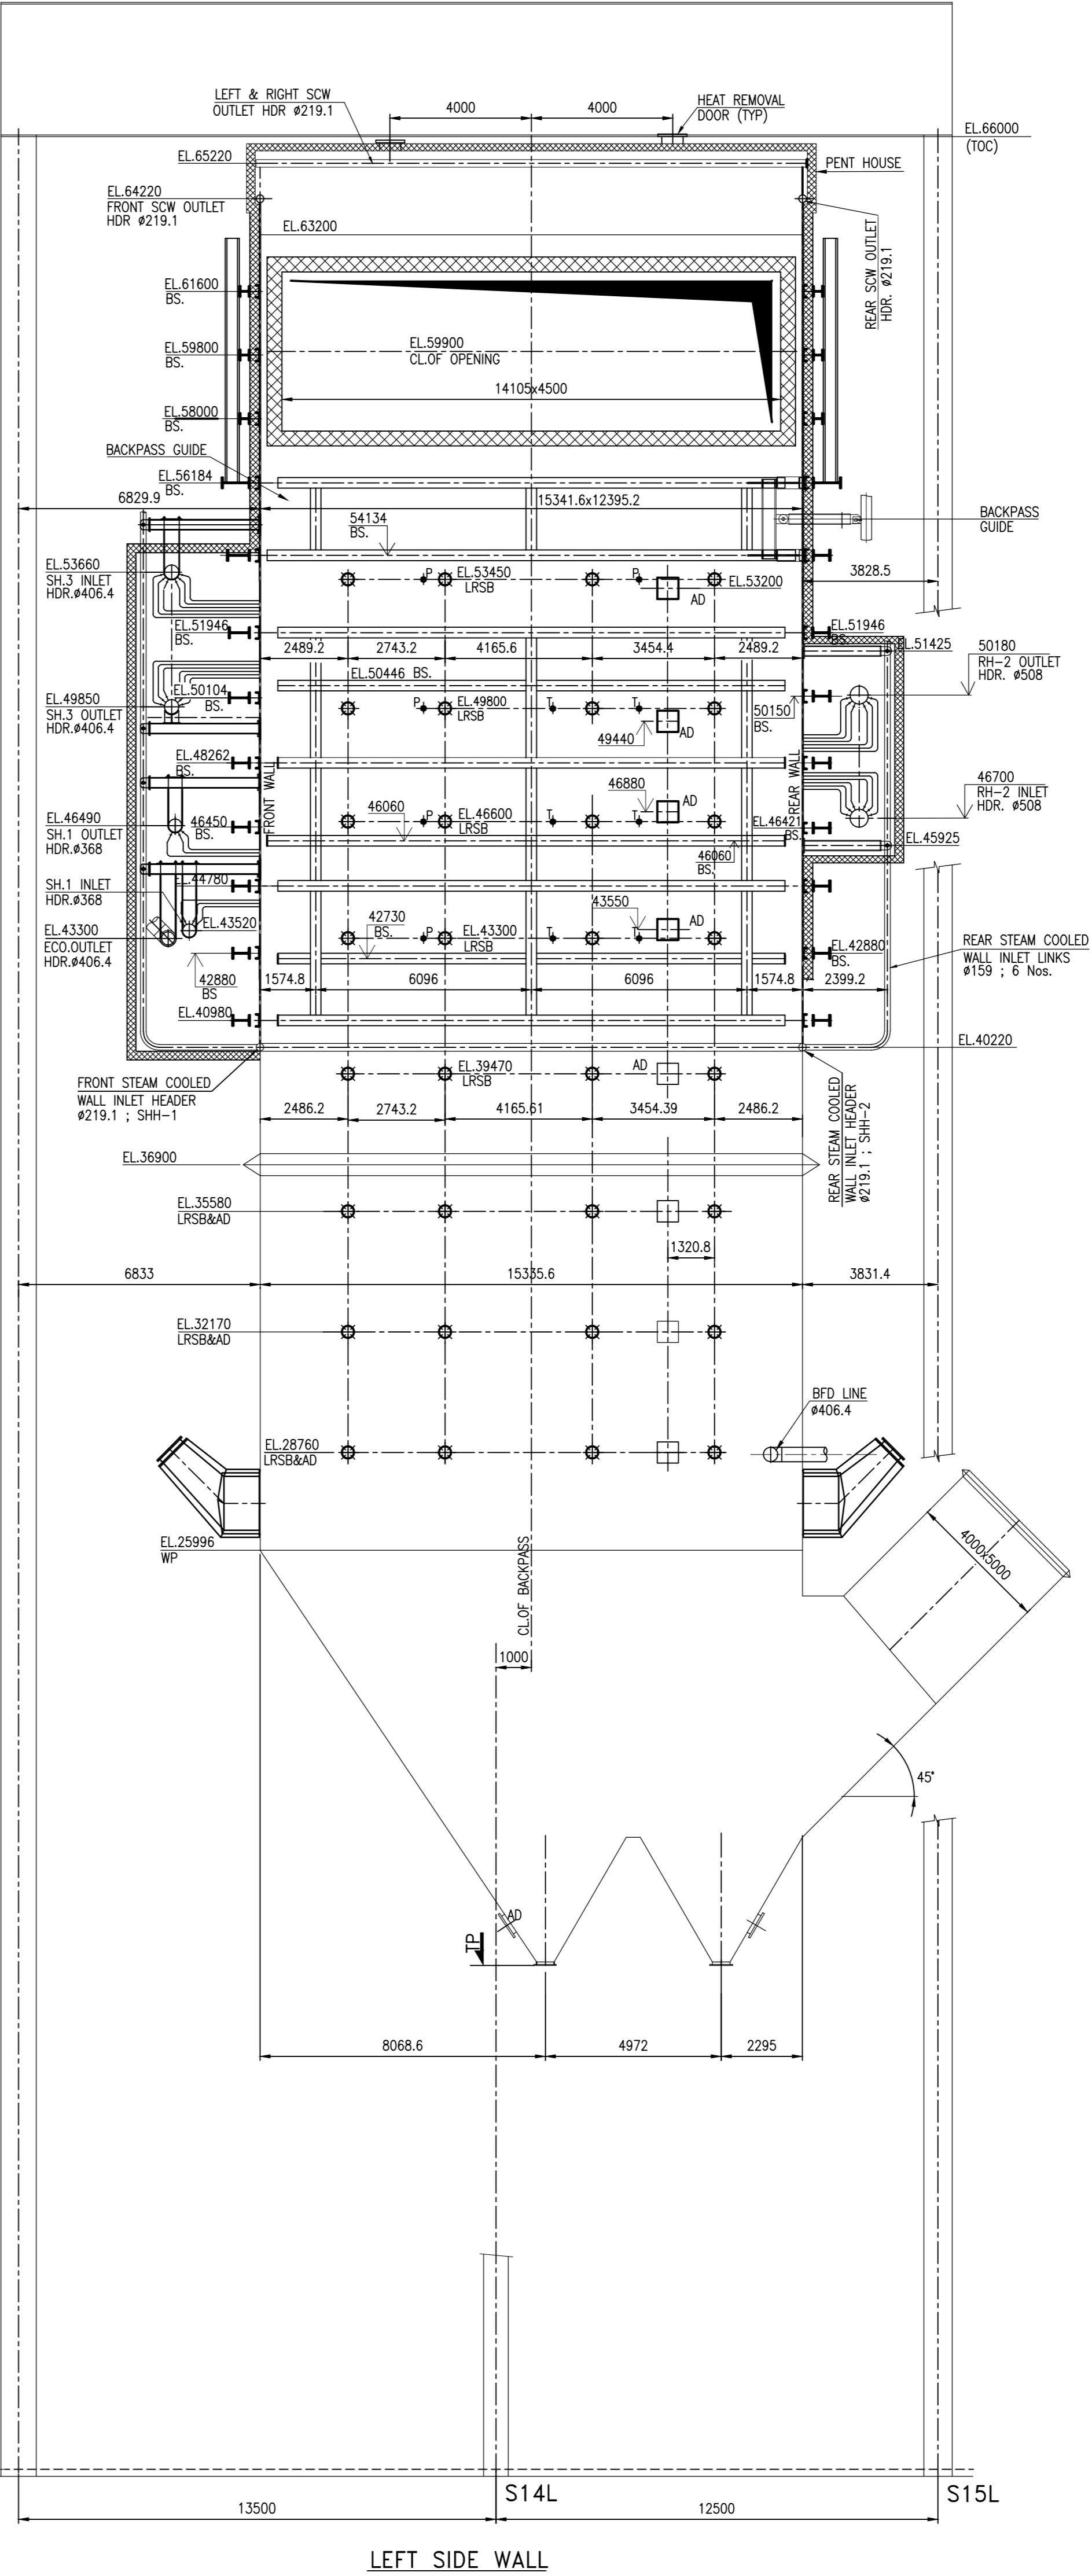 LEFT & RIGHT SCW
OUTLET HDR ø219.1
4000
4000
HEAT REMOVAL
DOOR (TYP)
EL.66000
(TOC)
EL.65220
PENT HOUSE
EL.64220
FRONT SCW OUTLET
HDR ø219.1
EL.63200
REAR SCW OUTLET
HDR. ø219.1
EL.61600
BS.
EL.59900
CL.OF OPENING
EL.59800
BS.
14105x4500
EL.58000
BS.
BACKPASS GUIDE
EL.56184
BS.
6829.9
15341.6x12395.2
54134
BS.
BACKPASS
GUIDE
EL.53660
SH.3 INLET
HDR.ø406.4
P
EL.53450
LRSB
P
EL.53200
AD
3828.5
EL.51946
BS.
EL.51946
BS.
2489.2
2743.2
4165.6
3454.4
2489.2
EL.51425
50180
RH-2 OUTLET
HDR. ø508
EL.50446 BS.
EL.50104
BS.
EL.49850
SH.3 OUTLET
HDR.ø406.4
P
EL.49800
LRSB
T
T
50150
BS.
49440
AD
EL.48262
BS.
FRONT WALL
REAR WALL
46880
AD
46700
RH-2 INLET
HDR. ø508
EL.46490
SH.1 OUTLET
HDR.ø368
46450
BS.
46060
P
EL.46600
LRSB
T
T
EL.46421
BS.
EL.45925
46060
BS.
SH.1 INLET
HDR.ø368
EL.44780
43550
AD
EL.43520
EL.43300
ECO.OUTLET
HDR.ø406.4
42730
BS.
P
EL.43300
LRSB
T
T
EL.42880
BS.
REAR STEAM COOLED
WALL INLET LINKS
ø159 ; 6 Nos.
42880
BS
1574.8
6096
6096
1574.8
2399.2
EL.40980
EL.40220
FRONT STEAM COOLED
WALL INLET HEADER
ø219.1 ; SHH-1
EL.39470
LRSB
AD
REAR STEAM COOLED
WALL INLET HEADER
ø219.1 ; SHH-2
2486.2
2743.2
4165.61
3454.39
2486.2
EL.36900
EL.35580
LRSB&AD
1320.8
6833
15335.6
3831.4
EL.32170
LRSB&AD
BFD LINE
ø406.4
EL.28760
LRSB&AD
EL.25996
WP
CL.OF BACKPASS
4000x5000
1000
45°
AD
TP
8068.6
4972
2295
S14L
S15L
13500
12500
LEFT SIDE WALL